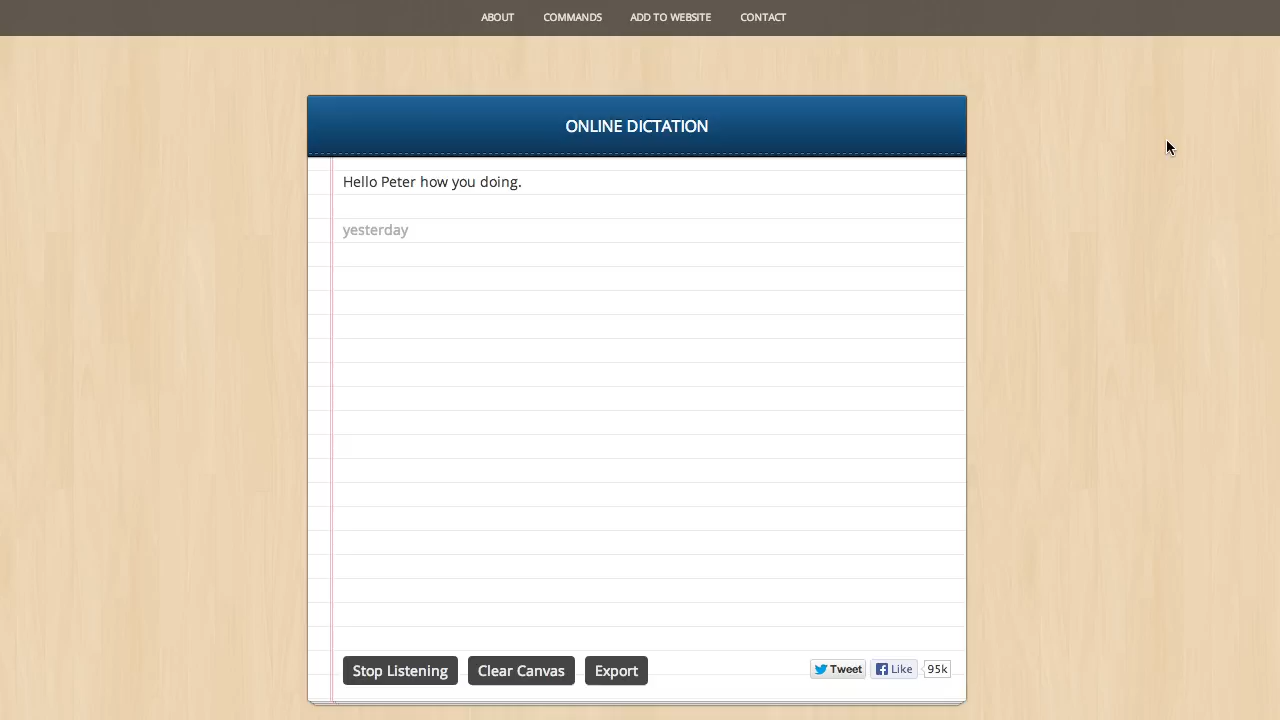 ABOUT COMMANDS ADD TO WEBSITE CONTACT
ONLINE DICTATION
Hello Peter how you doing.
yesterday
Stop Listening Clear Canvas Export Tweet Like 95k